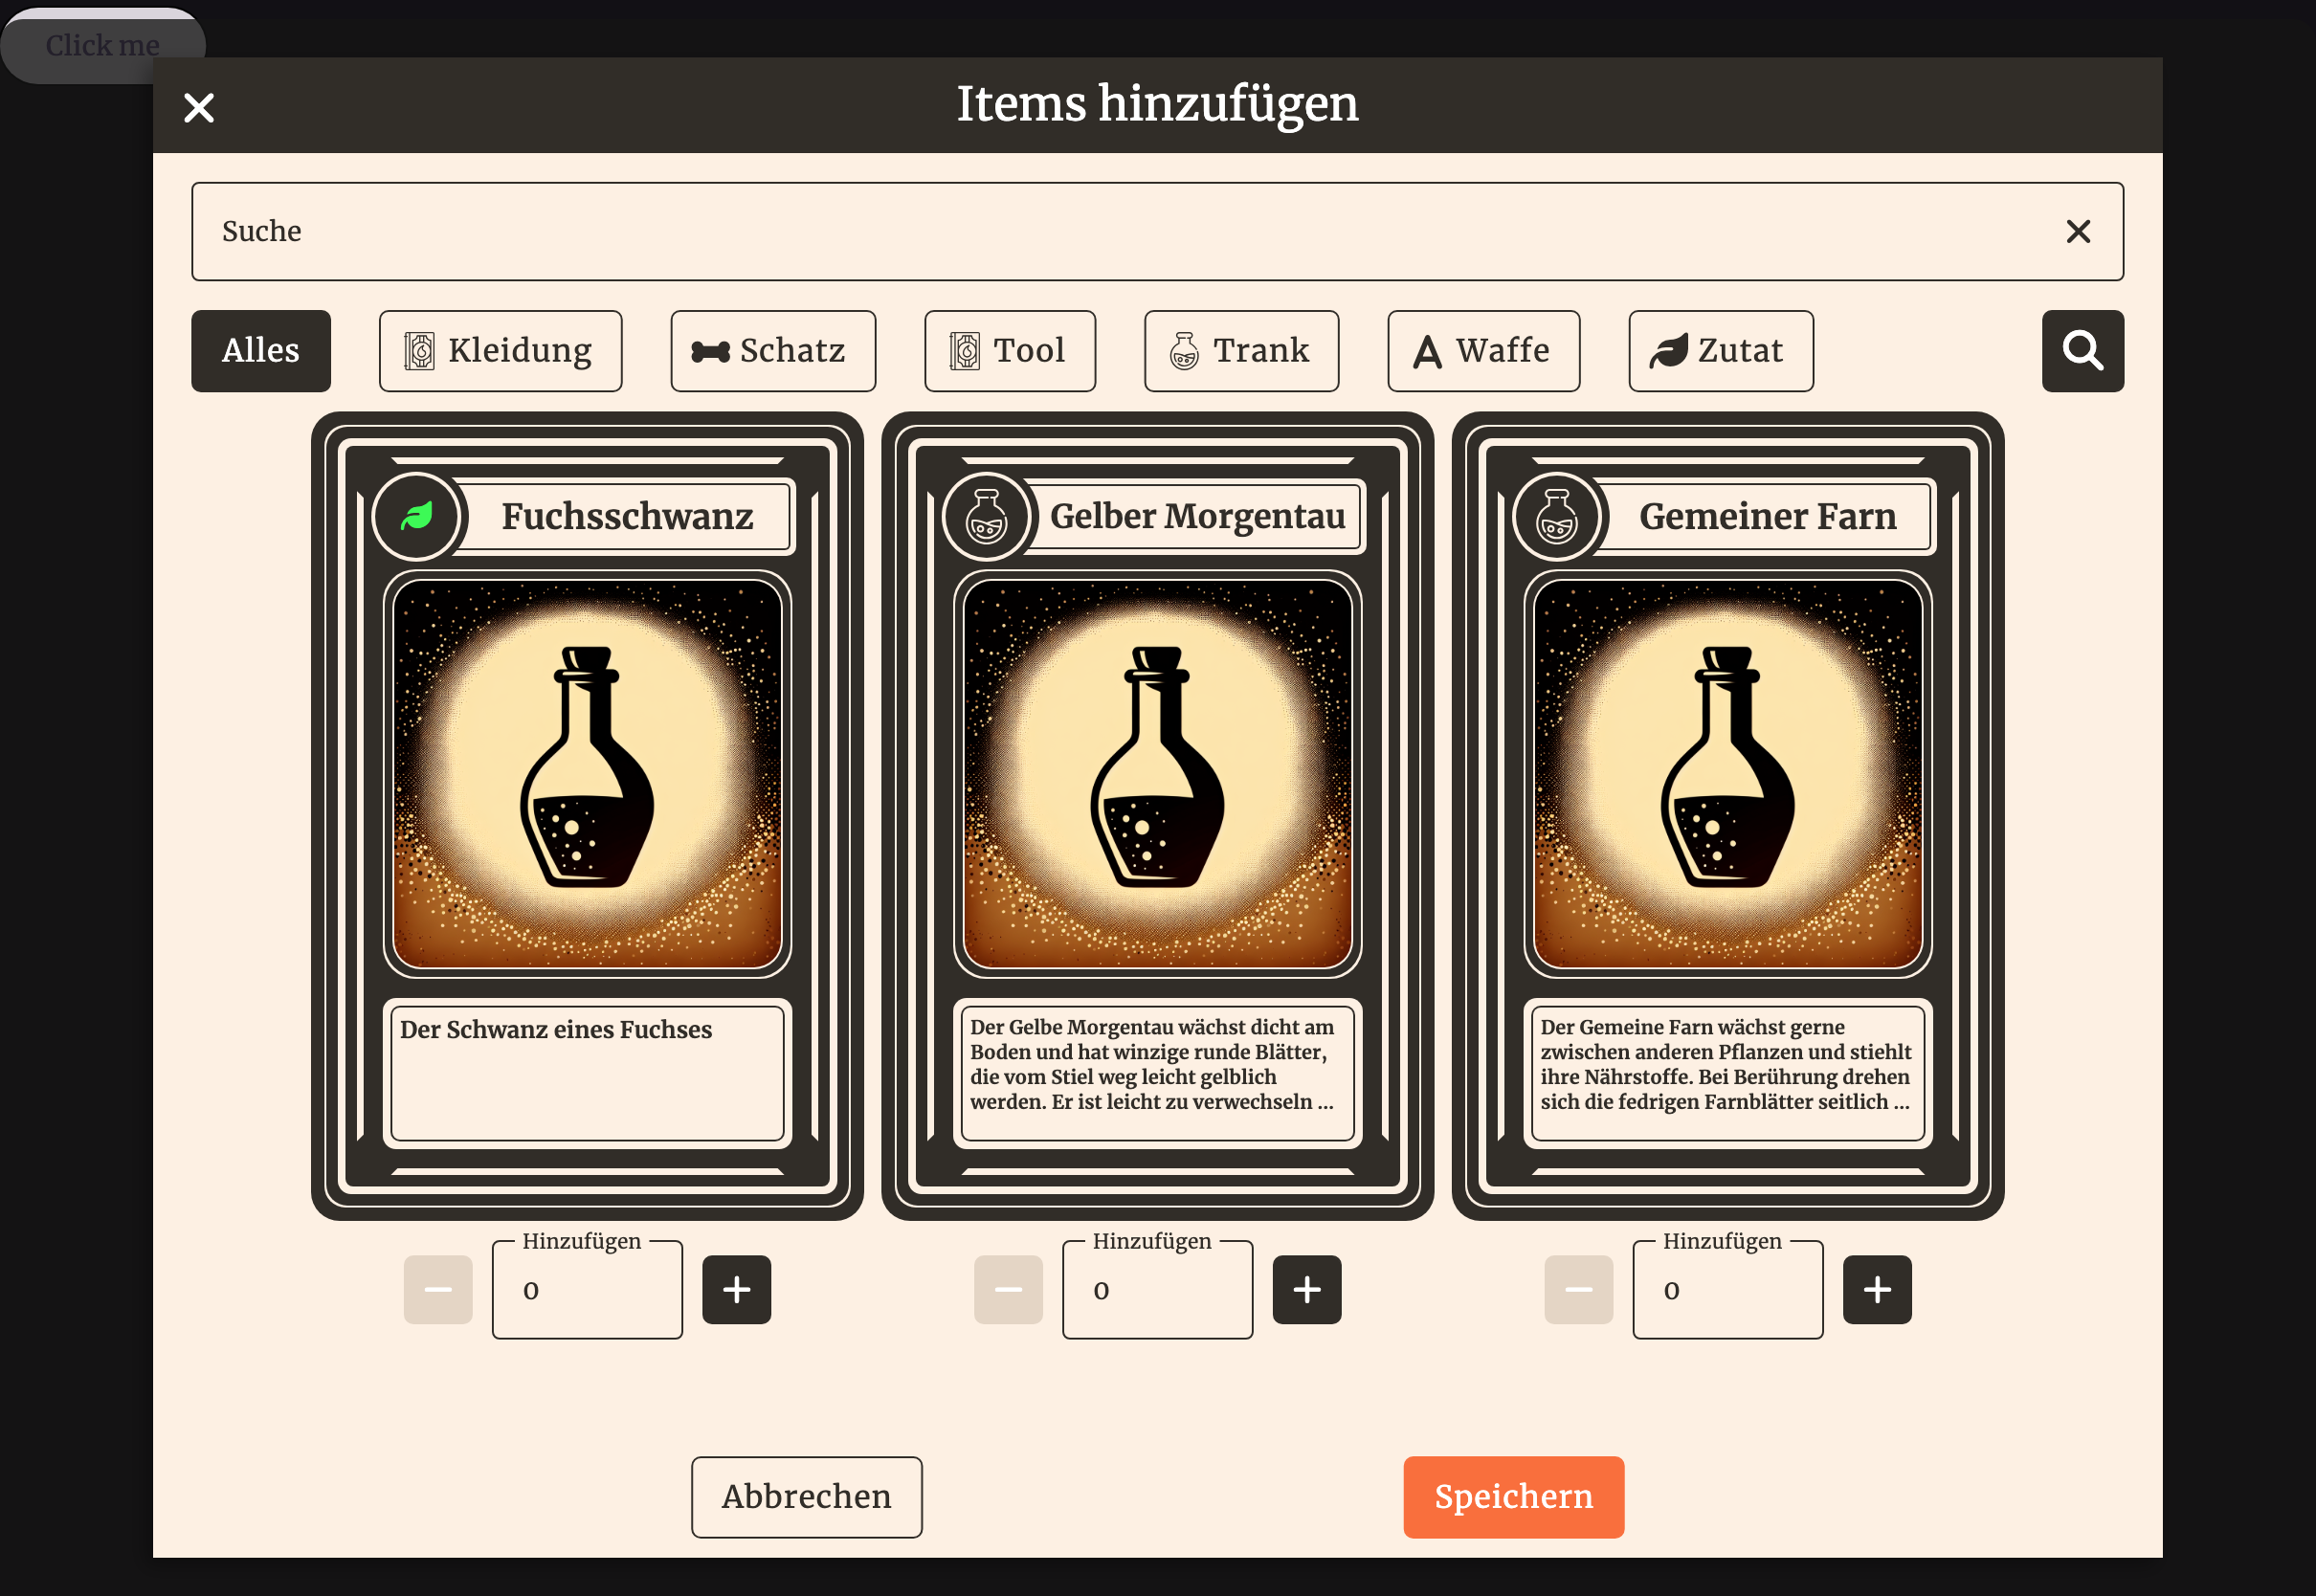 Click me
Items hinzufügen
Suche
Alles
Kleidung
Schatz
Tool
Trank
Waffe
Zutat
Fuchsschwanz
Der Schwanz eines Fuchses
Gelber Morgentau
Der Gelbe Morgentau wächst dicht am
Boden und hat winzige runde Blätter,
die vom Stiel weg leicht gelblich
werden. Er ist leicht zu verwechseln ...
Gemeiner Farn
Der Gemeine Farn wächst gerne
zwischen anderen Pflanzen und stiehlt
ihre Nährstoffe. Bei Berührung drehen
sich die fedrigen Farnblätter seitlich ...
Hinzufügen
0
Hinzufügen
0
Hinzufügen
0
Abbrechen
Speichern